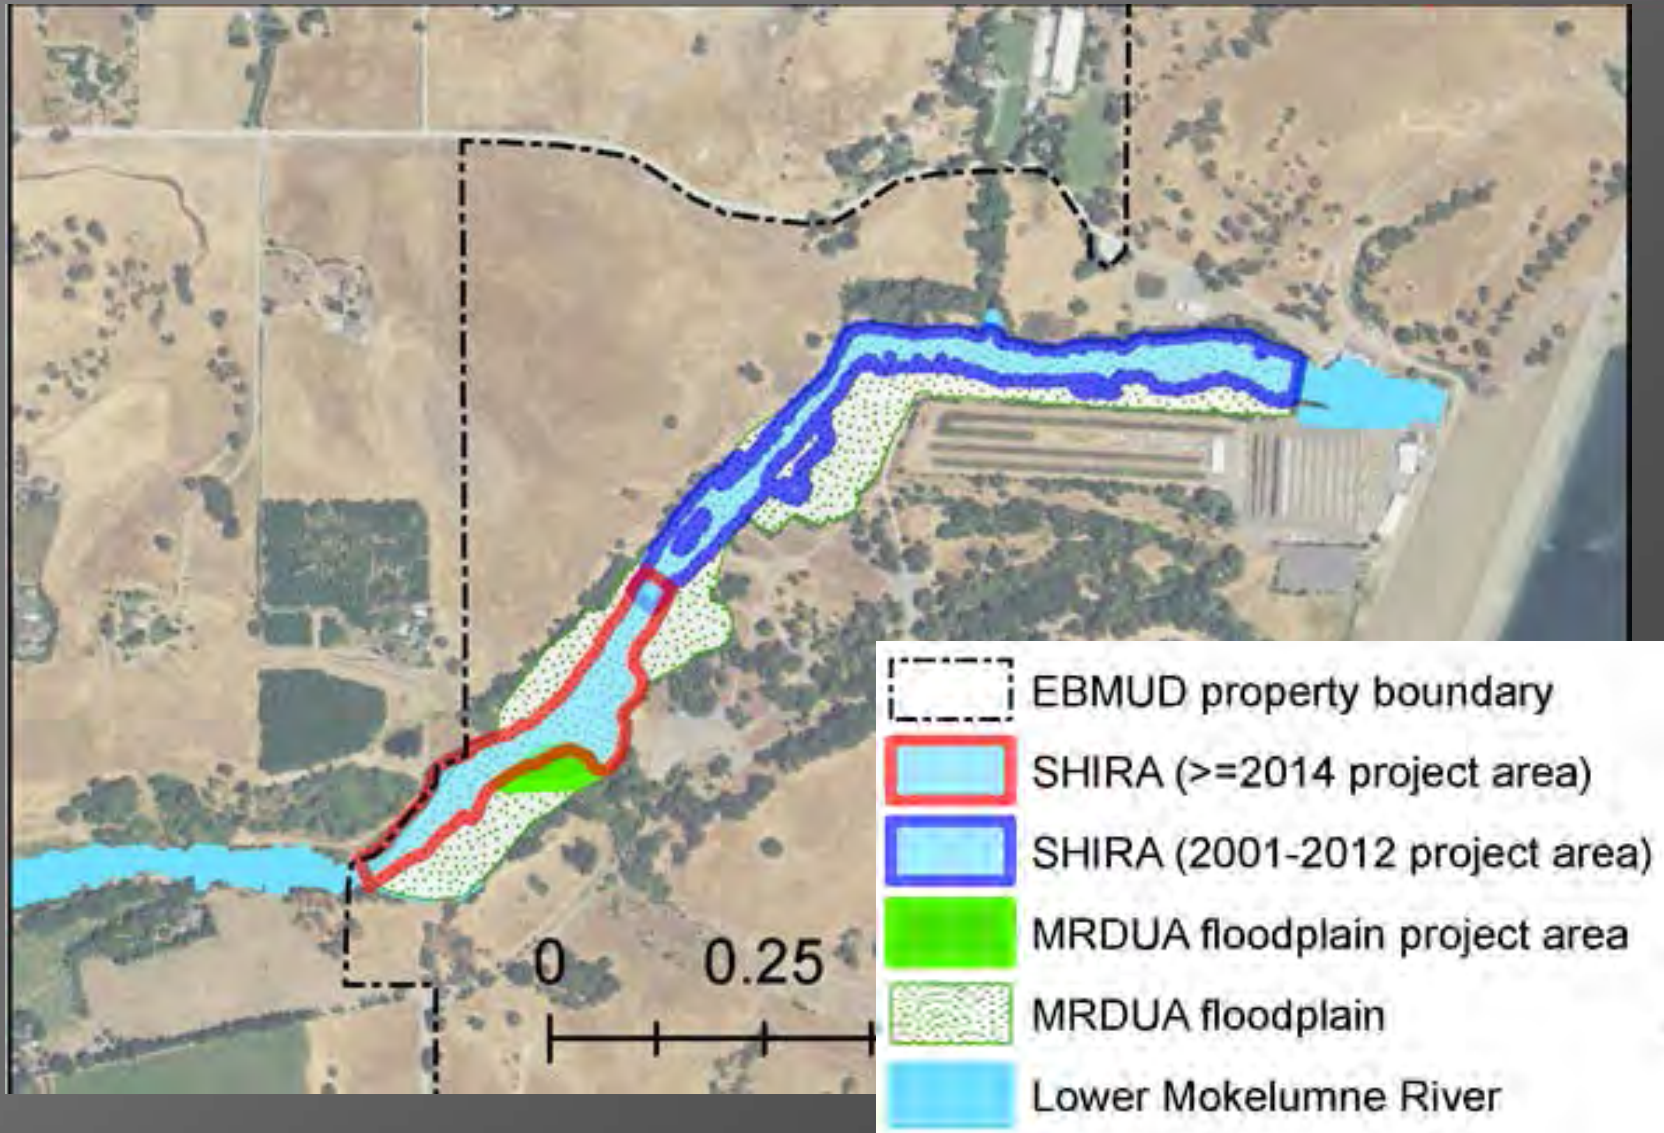 EBMUD property boundary
SHIRA (>=2014 project area)
SHIRA (2001-2012 project area)
MRDUA floodplain project area
MRDUA floodplain
Lower Mokelumne River
0 0.25